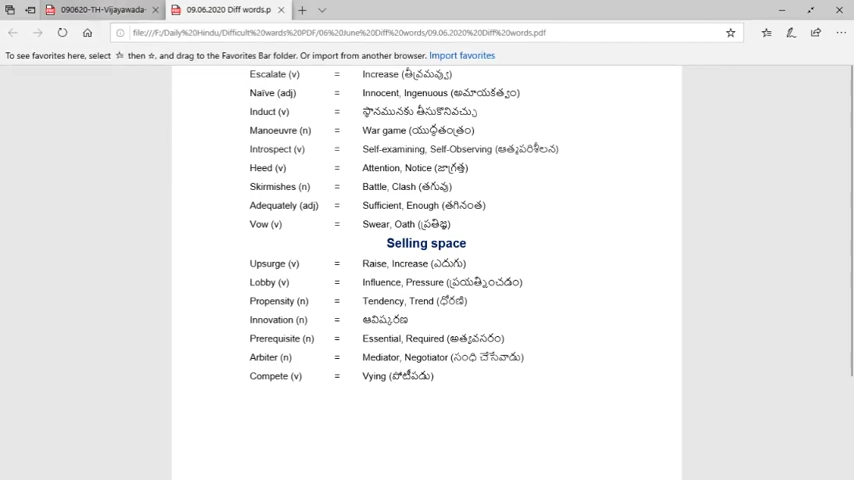 090620-TH-Vijayawada-
09.06.2020 Diff words.p
file:///F:/Daily%20Hindu/Difficult%20wards%20PDF/06%20June%20Diff%20words/09.06.2020%20Diff%20words.pdf
To see favorites here, select ☆ then ☆, and drag to the Favorites Bar folder. Or import from another browser. Import favorites
Escalate (v) = Increase (తీవ్రమవ్వు)
Naïve (adj) = Innocent, Ingenuous (అమాయకత్వం)
Induct (v) = స్థానమునకు తీసుకొనివచ్చు
Manoeuvre (n) = War game (యుద్ధతంత్రం)
Introspect (v) = Self-examining, Self-Observing (ఆత్మపరిశీలన)
Heed (v) = Attention, Notice (జాగ్రత్త)
Skirmishes (n) = Battle, Clash (తగువు)
Adequately (adj) = Sufficient, Enough (తగినంత)
Vow (v) = Swear, Oath (ప్రతిజ్ఞ)
Selling space
Upsurge (v) = Raise, Increase (ఎదుగు)
Lobby (v) = Influence, Pressure (ప్రయత్నించడం)
Propensity (n) = Tendency, Trend (ధోరణి)
Innovation (n) = ఆవిష్కరణ
Prerequisite (n) = Essential, Required (అత్యవసరం)
Arbiter (n) = Mediator, Negotiator (సంధి చేసేవాడు)
Compete (v) = Vying (పోటీపడు)